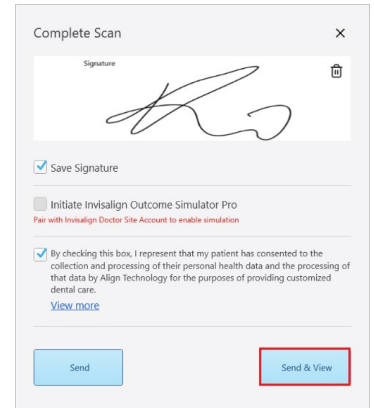 Complete Scan
Signature
Save Signature
Initiate Invisalign Outcome Simulator Pro
Pair with Invisalign Doctor Site Account to enable simulation
By checking this box, I represent that my patient has consented to the
collection and processing of their personal health data and the processing of
that data by Align Technology for the purposes of providing customized
dental care.
View more
Send
Send & View